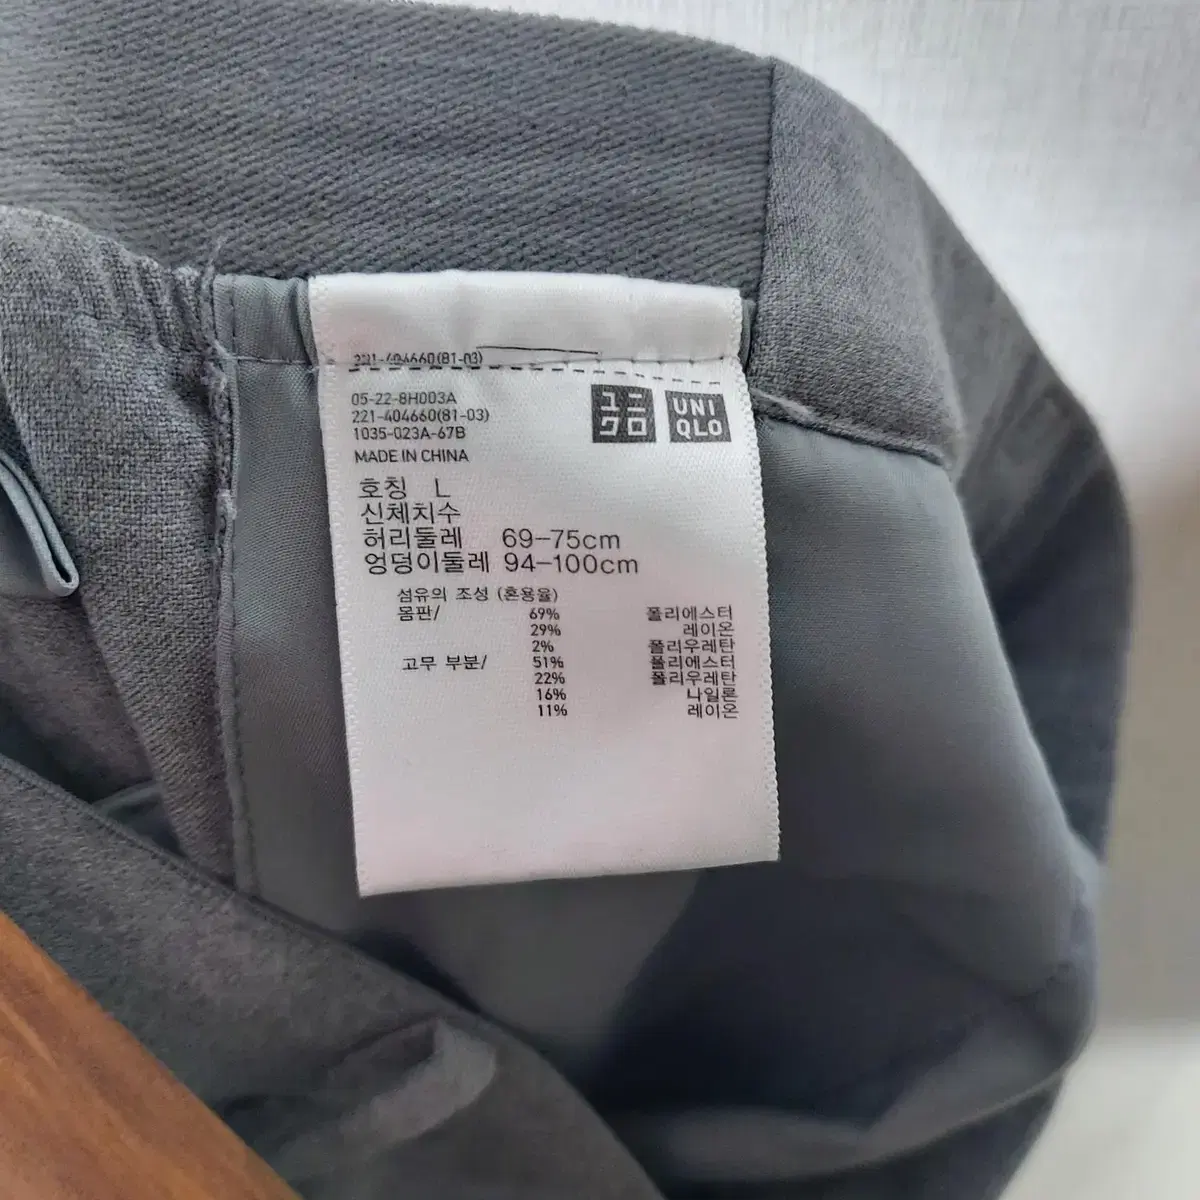 221-404660(81-03)
05-22-8H003A
221-404660(81-03)
1035-023A-67B
MADE IN CHINA
ユニ
クロ
UNI
QLO
호칭 L
신체치수
허리둘레 69-75cm
엉덩이둘레 94-100cm
섬유의 조성 (혼용율)
몸판/ 69% 폴리에스터
29% 레이온
2% 폴리우레탄
고무 부분/ 51% 폴리에스터
22% 폴리우레탄
16% 나일론
11% 레이온